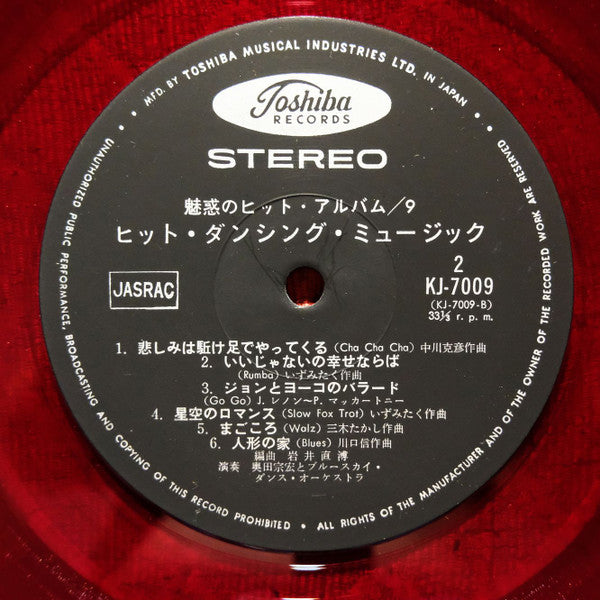 • MFD. BY TOSHIBA MUSICAL INDUSTRIES LTD. IN JAPAN. •
Toshiba
RECORDS
STEREO
魅惑のヒット・アルバム/9
ヒット・ダンシング・ミュージック
2
JASRAC
KJ-7009
(KJ-7009-B)
33⅓ r. p. m.
1. 悲しみは駈け足でやってくる (Cha Cha Cha) 中川克彦作曲
2. いいじゃないの幸せならば
(Rumba) いずみたく作曲
3. ジョンとヨーコのバラード
(Go Go) J. レノン～P. マッカートニー
4. 星空のロマンス (Slow Fox Trot) いずみたく作曲
5. まごころ (Walz) 三木たかし作曲
6. 人形の家 (Blues) 川口信作曲
編曲 岩井直溥
演奏 奥田宗宏とブルースカイ・
ダンス・オーケストラ
UNAUTHORIZED PUBLIC PERFORMANCE, BROADCASTING AND COPYING OF THIS RECORD PROHIBITED • ALL RIGHTS OF THE MANUFACTURER AND OF THE OWNER OF THE RECORDED WORK ARE RESERVED